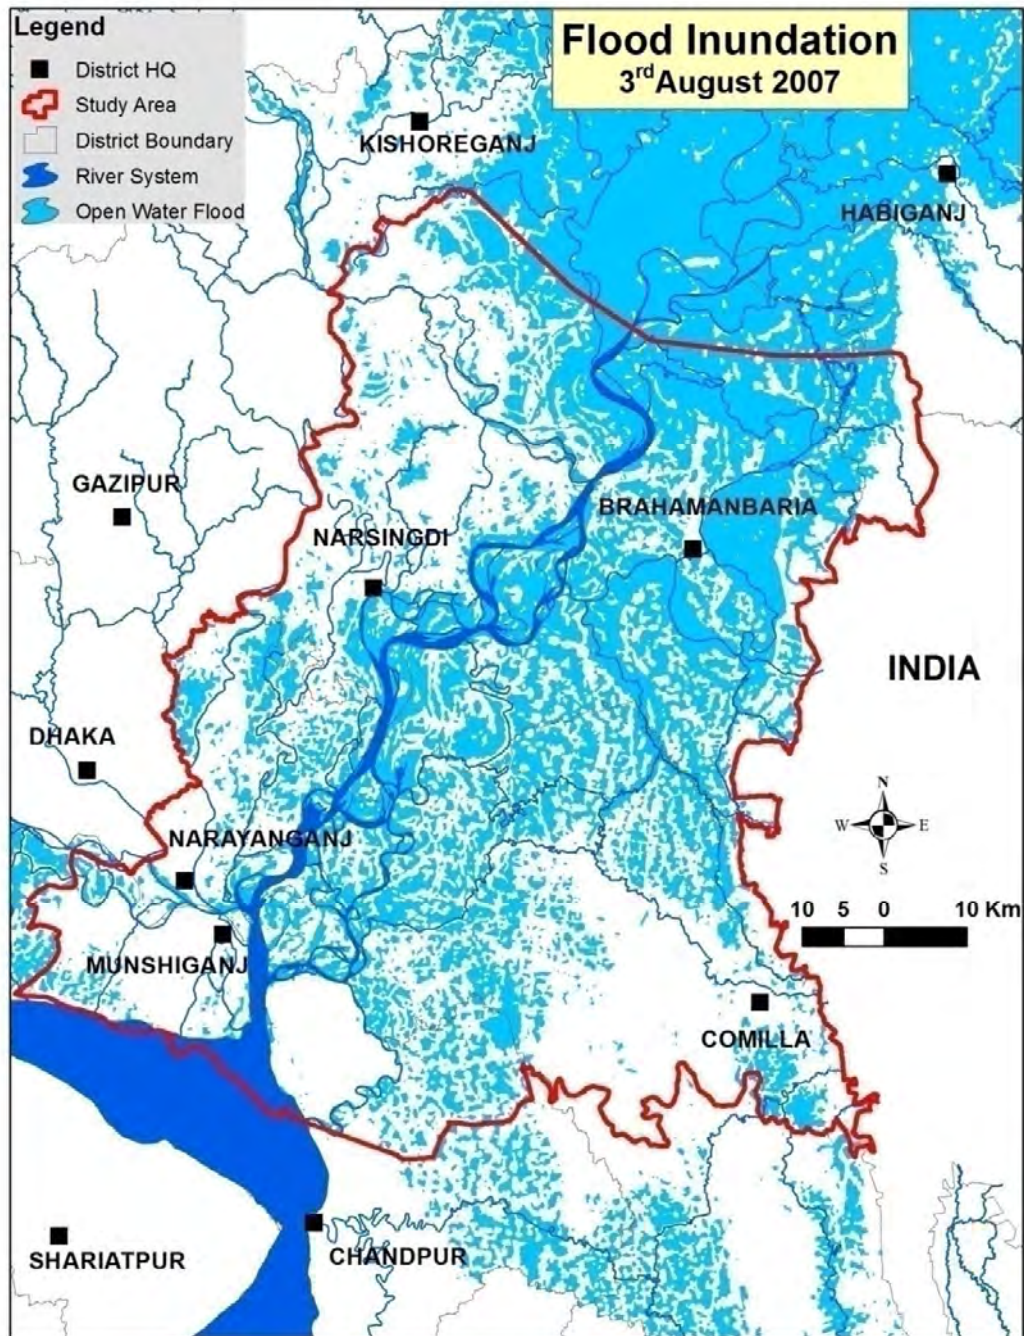 Legend
District HQ
Study Area
District Boundary
River System
Open Water Flood
Flood Inundation
3rd August 2007
KISHOREGANJ
HABIGANJ
GAZIPUR
BRAHAMANBARIA
NARSINGDI
INDIA
DHAKA
N
W E
S
NARAYANGANJ
10 5 0 10 Km
MUNSHIGANJ
COMILLA
SHARIATPUR
CHANDPUR